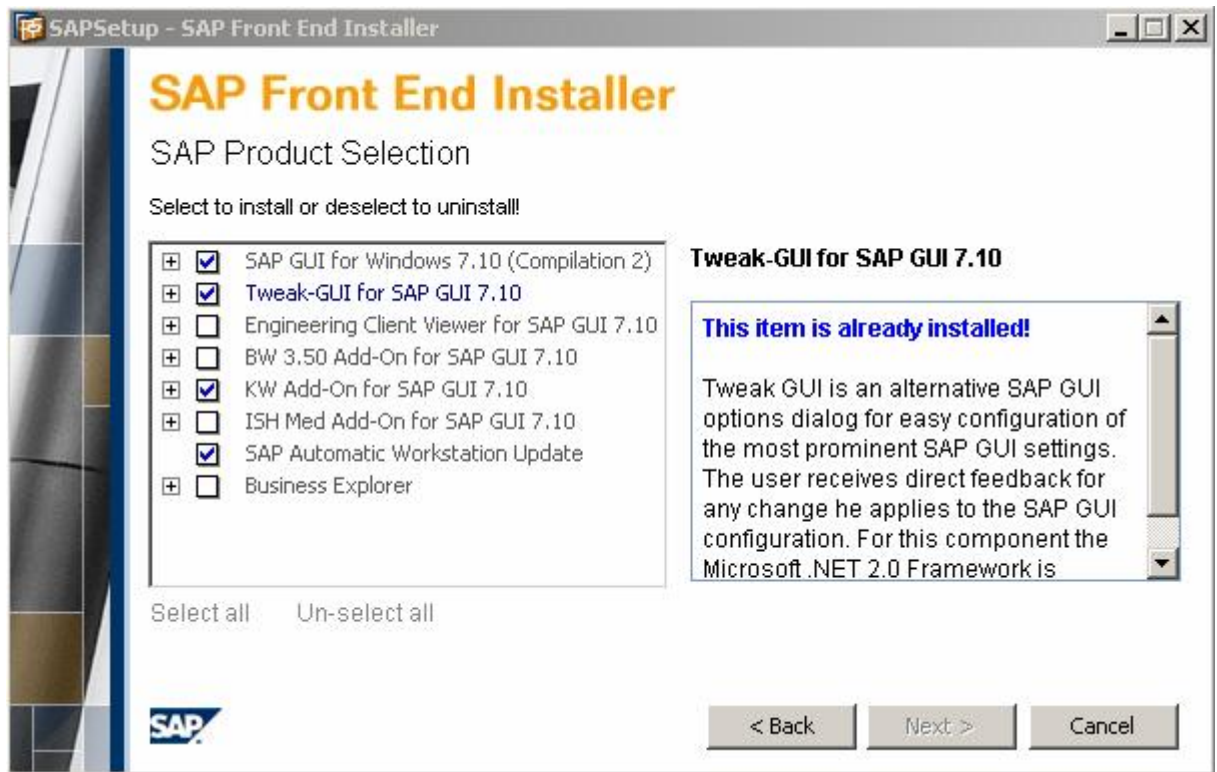 SAPSetup - SAP Front End Installer
SAP Front End Installer
SAP Product Selection
Select to install or deselect to uninstall!
SAP GUI for Windows 7.10 (Compilation 2)
Tweak-GUI for SAP GUI 7.10
Engineering Client Viewer for SAP GUI 7.10
BW 3.50 Add-On for SAP GUI 7.10
KW Add-On for SAP GUI 7.10
ISH Med Add-On for SAP GUI 7.10
SAP Automatic Workstation Update
Business Explorer
Tweak-GUI for SAP GUI 7.10
This item is already installed!
Tweak GUI is an alternative SAP GUI
options dialog for easy configuration of
the most prominent SAP GUI settings.
The user receives direct feedback for
any change he applies to the SAP GUI
configuration. For this component the
Microsoft .NET 2.0 Framework is
Select all Un-select all
SAP
< Back Next > Cancel